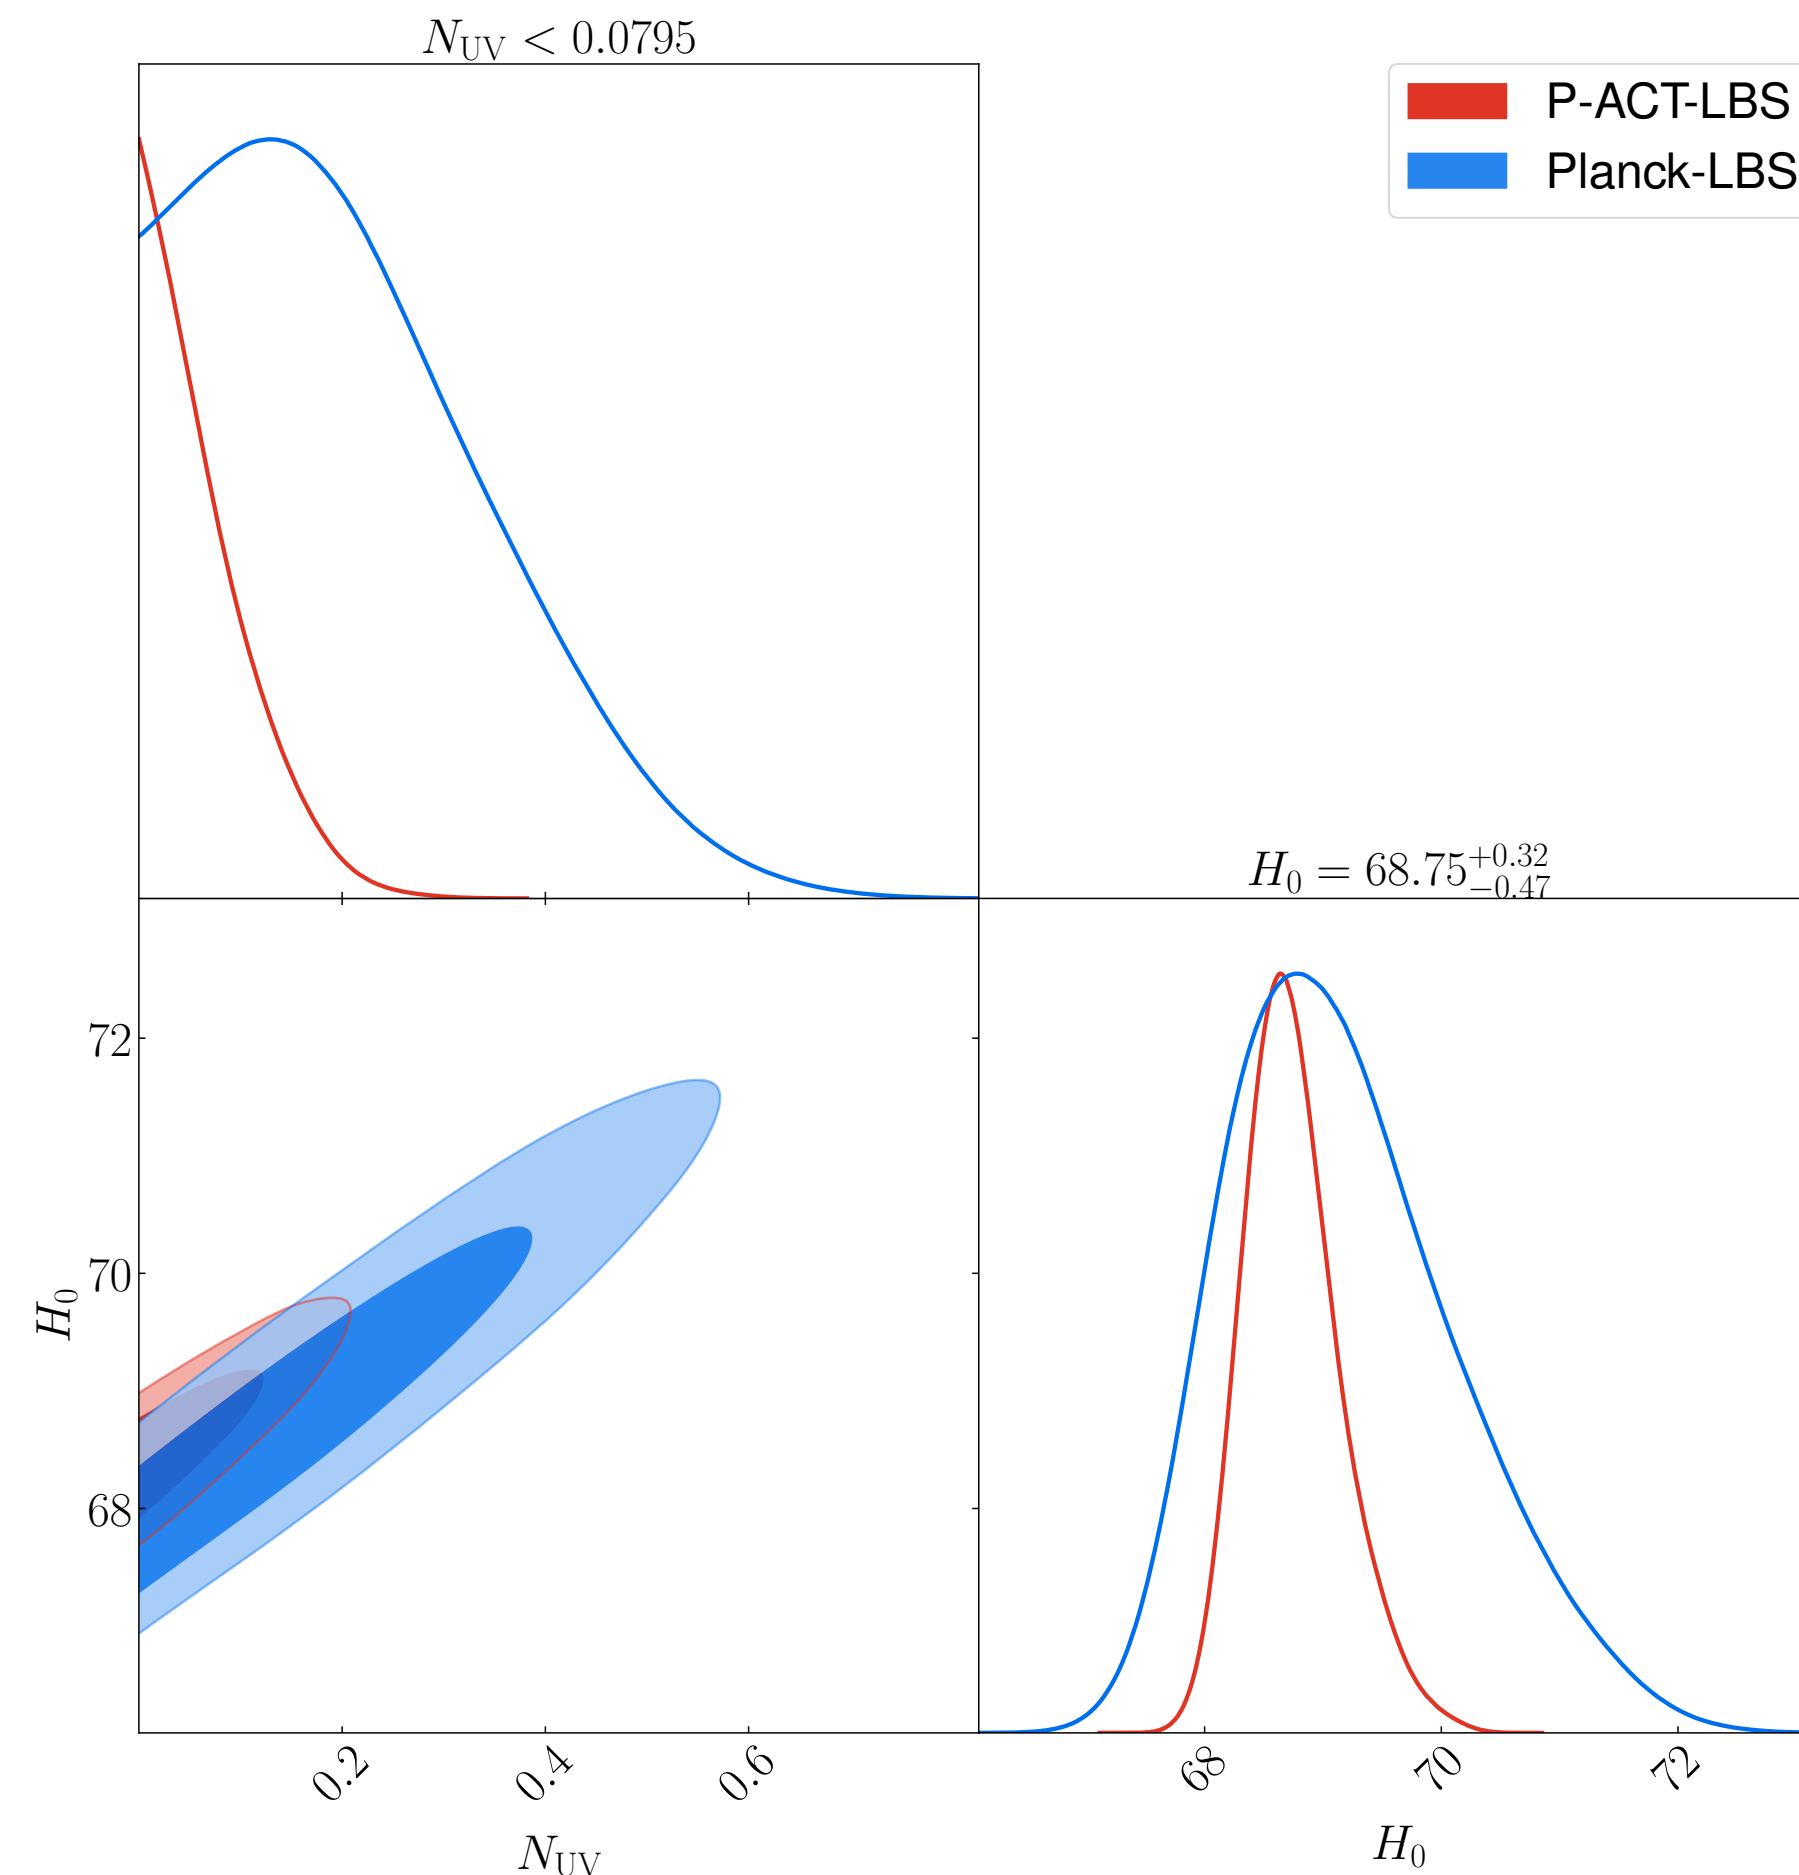 N_UV < 0.0795
P-ACT-LBS
Planck-LBS
H_0 = 68.75^{+0.32}_{-0.47}
72
70
68
H_0
0.2 0.4 0.6
N_UV
68 70 72
H_0